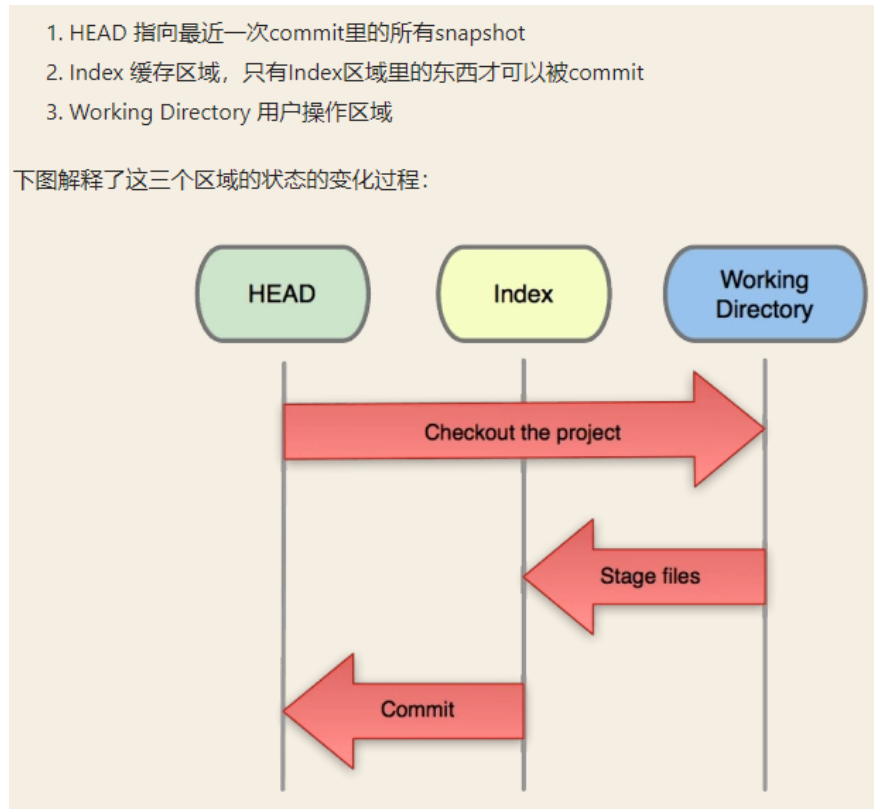 1. HEAD 指向最近一次commit里的所有snapshot
2. Index 缓存区域，只有Index区域里的东西才可以被commit
3. Working Directory 用户操作区域
下图解释了这三个区域的状态的变化过程：
HEAD
Index
Working
Directory
Checkout the project
Stage files
Commit